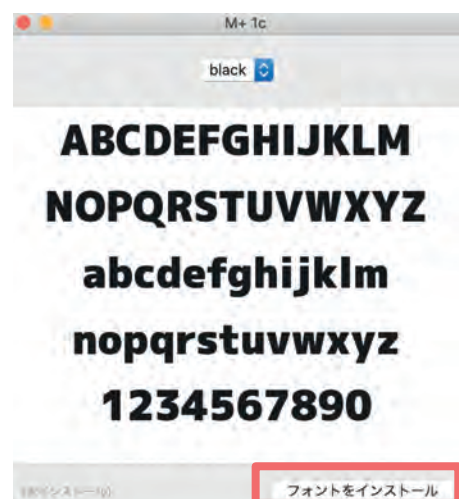 M+ 1c
black
ABCDEFGHIJKLM
NOPQRSTUVWXYZ
abcdefghijklm
nopqrstuvwxyz
1234567890
フォントをインストール